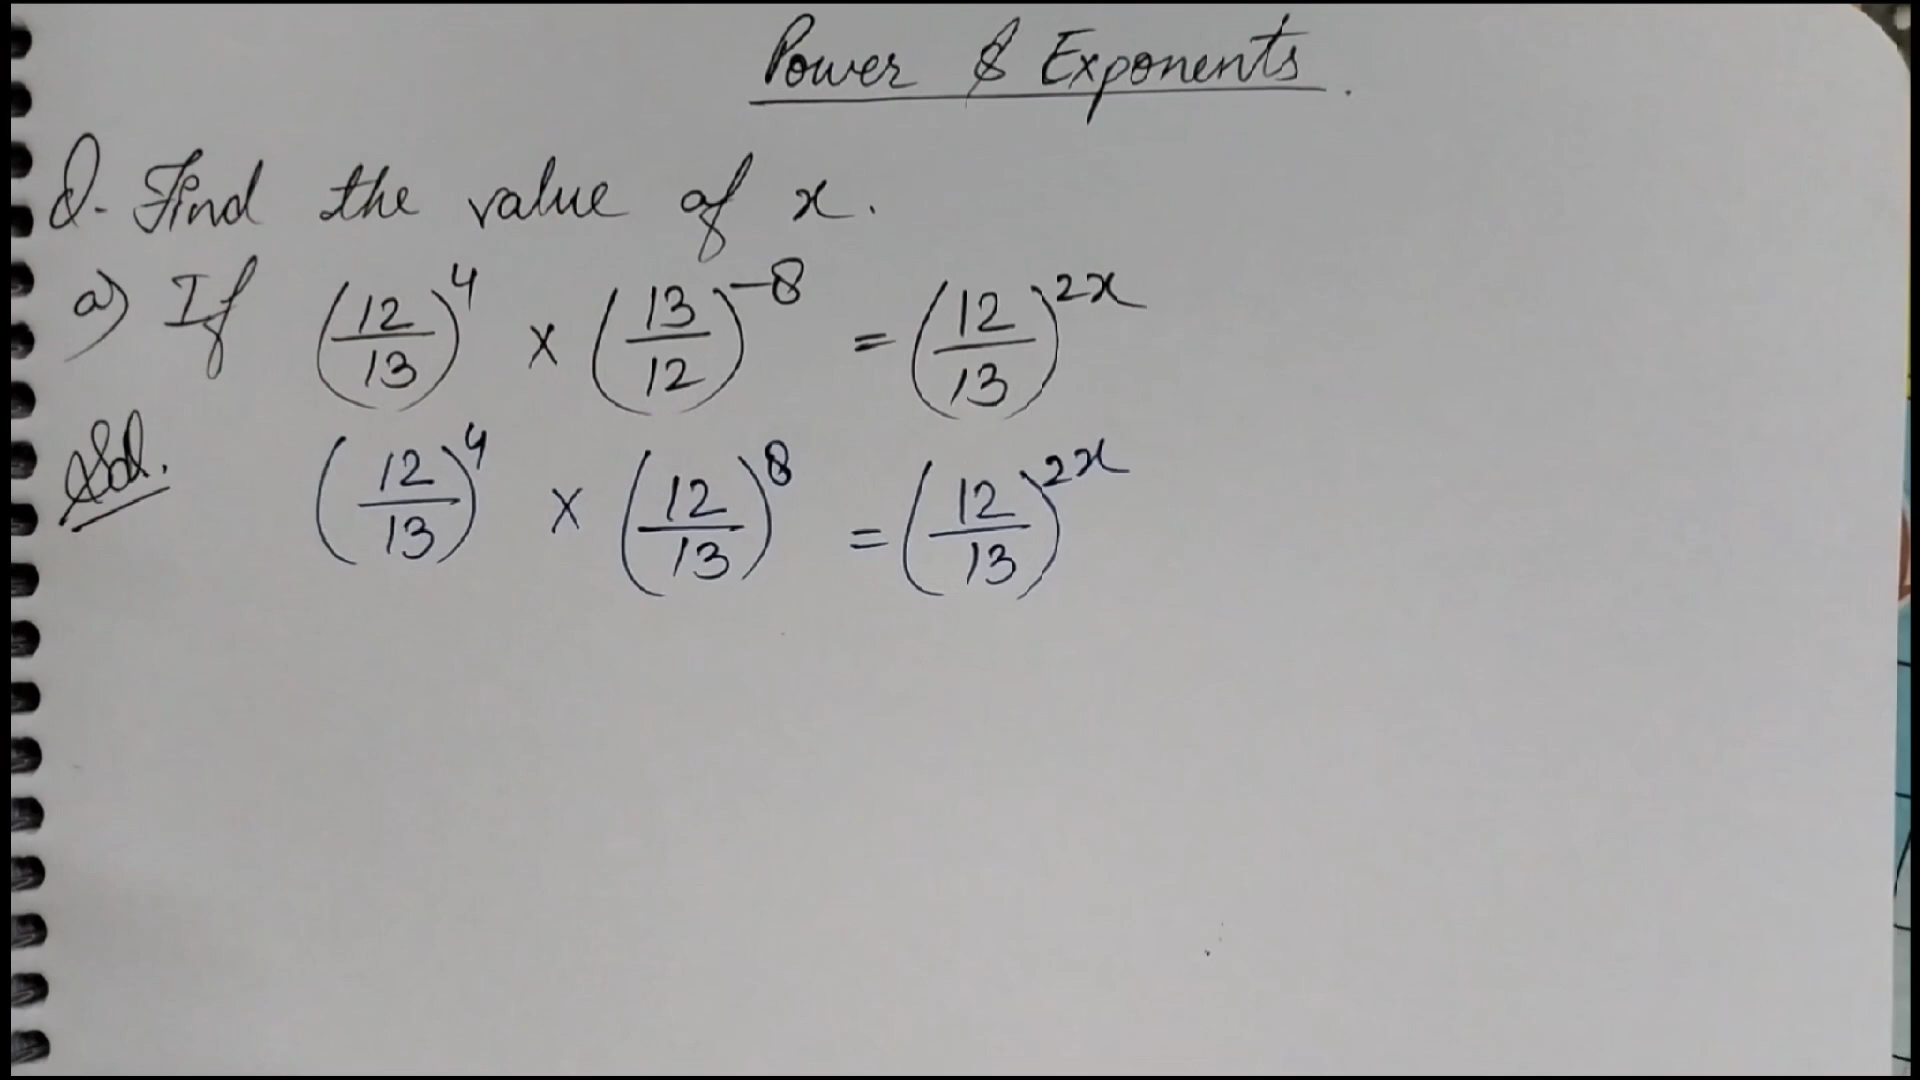 Power & Exponents.
Q. Find the value of x.
a) If (12/13)^4 × (13/12)^-8 = (12/13)^2x
Sol. (12/13)^4 × (12/13)^8 = (12/13)^2x